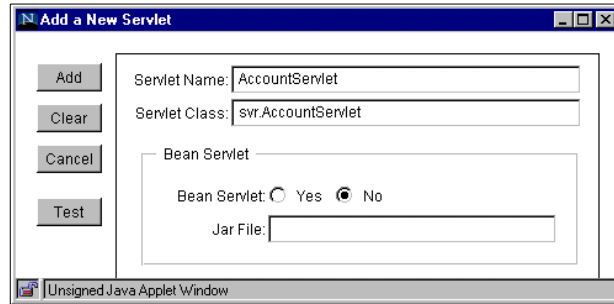 Add a New Servlet
Add
Servlet Name: AccountServlet
Clear
Servlet Class: svr.AccountServlet
Cancel
Bean Servlet
Test
Bean Servlet: Yes No
Jar File:
Unsigned Java Applet Window